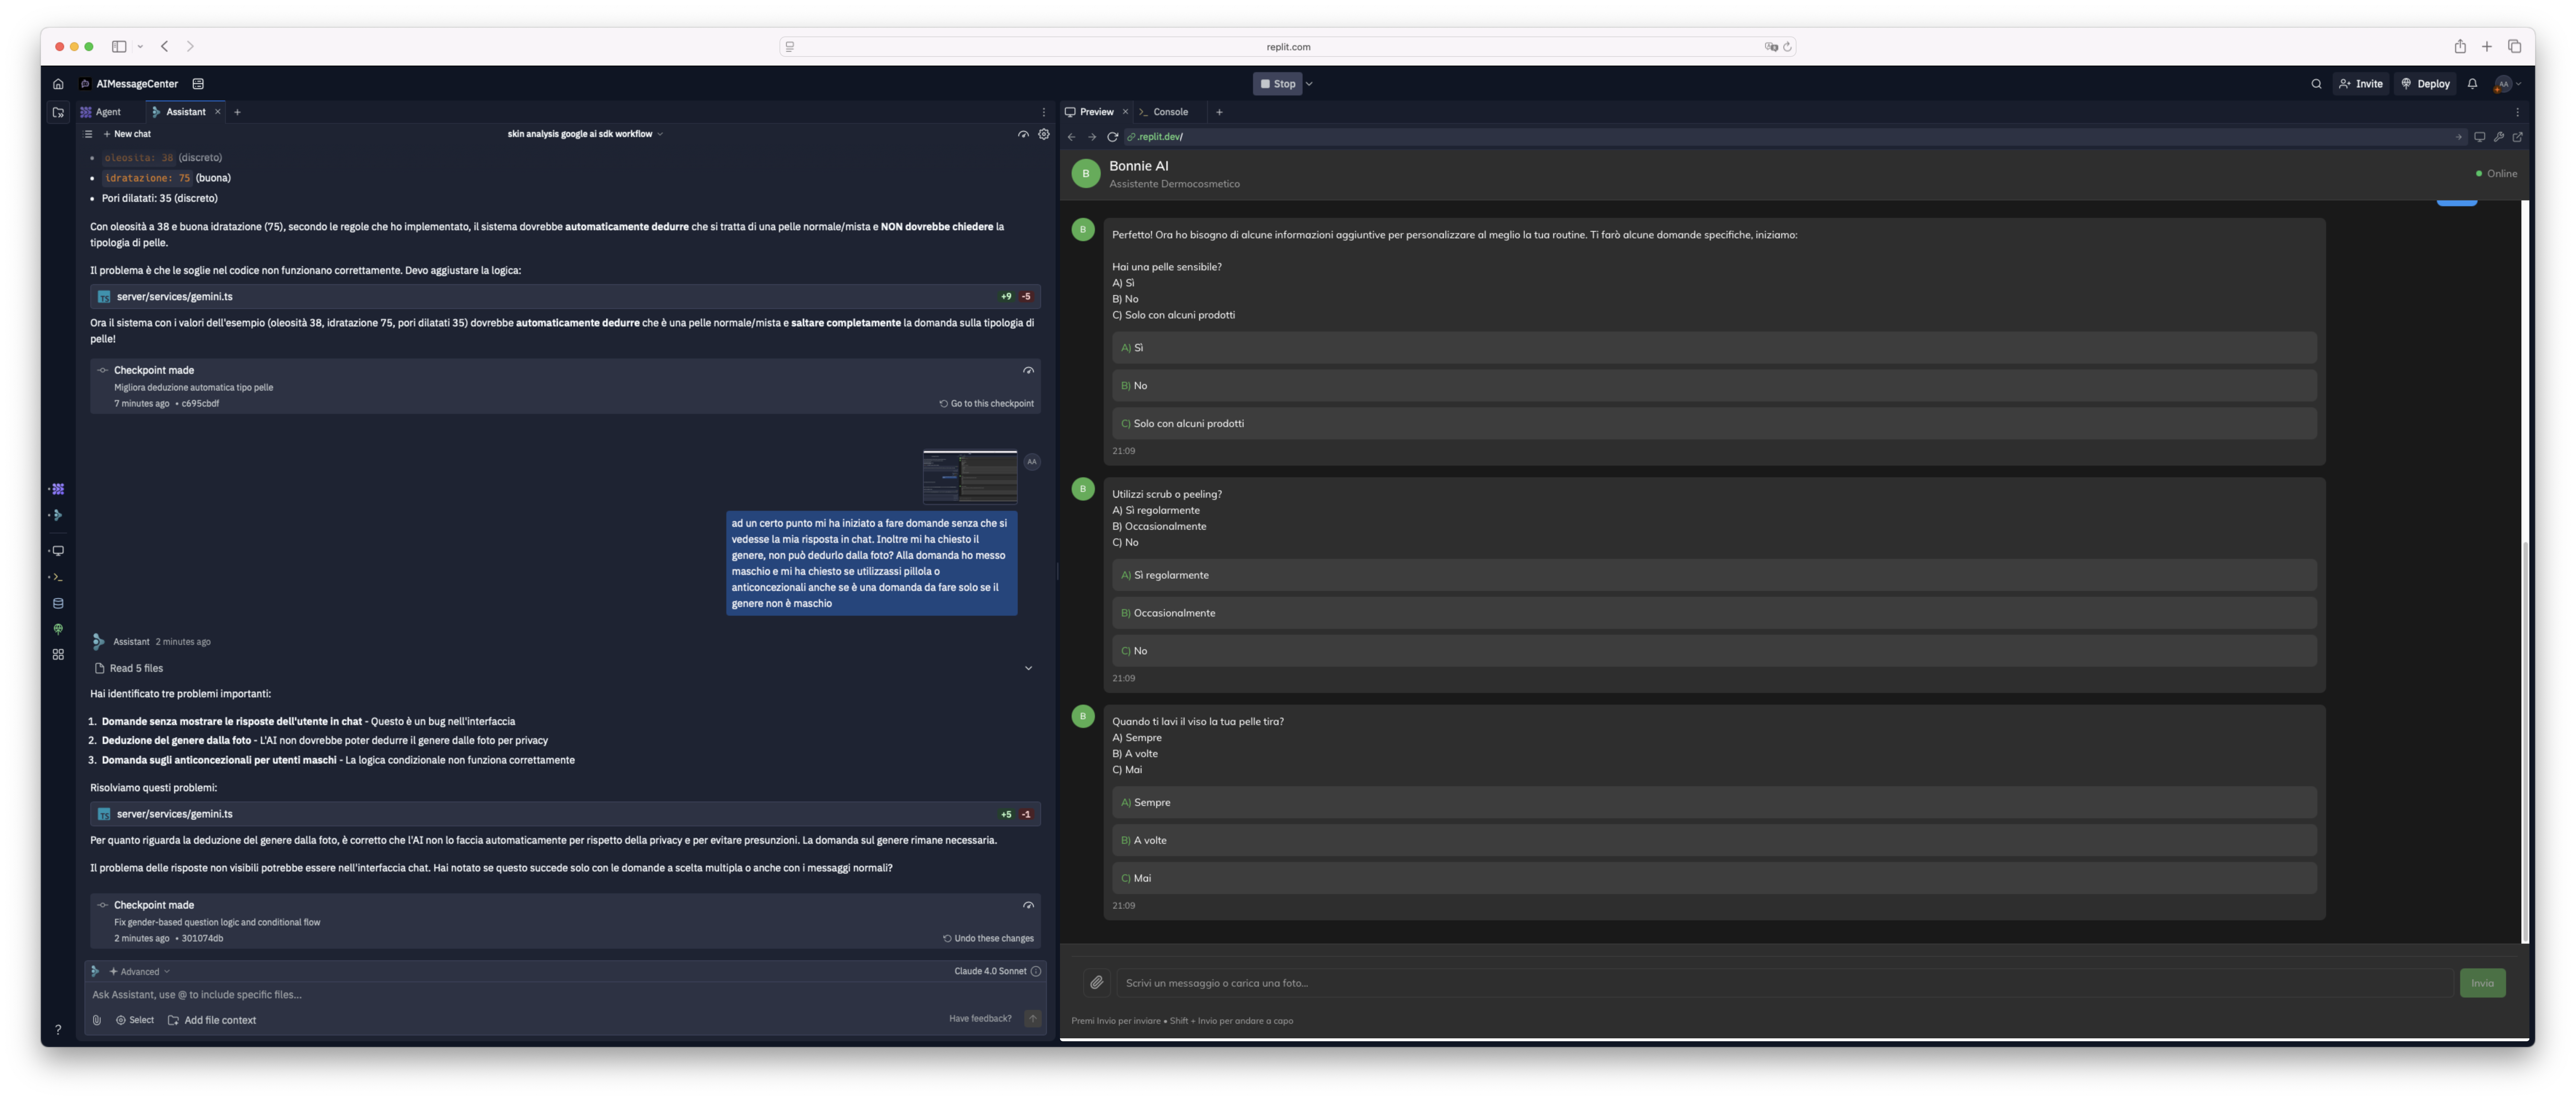 replit.com
AIMessageCenter
Stop
Invite
Deploy
AA
Agent
Assistant
New chat
skin analysis google ai sdk workflow
oleosita: 38 (discreto)
idratazione: 75 (buona)
Pori dilatati: 35 (discreto)
Con oleosità a 38 e buona idratazione (75), secondo le regole che ho implementato, il sistema dovrebbe automaticamente dedurre che si tratta di una pelle normale/mista e NON dovrebbe chiedere la
tipologia di pelle.
Il problema è che le soglie nel codice non funzionano correttamente. Devo aggiustare la logica:
TS server/services/gemini.ts +9 -5
Ora il sistema con i valori dell'esempio (oleosità 38, idratazione 75, pori dilatati 35) dovrebbe automaticamente dedurre che è una pelle normale/mista e saltare completamente la domanda sulla tipologia di
pelle!
Checkpoint made
Migliora deduzione automatica tipo pelle
7 minutes ago • c695cbdf
Go to this checkpoint
AA
ad un certo punto mi ha iniziato a fare domande senza che si
vedesse la mia risposta in chat. Inoltre mi ha chiesto il
genere, non può dedurlo dalla foto? Alla domanda ho messo
maschio e mi ha chiesto se utilizzassi pillola o
anticoncezionali anche se è una domanda da fare solo se il
genere non è maschio
Assistant 2 minutes ago
Read 5 files
Hai identificato tre problemi importanti:
1. Domande senza mostrare le risposte dell'utente in chat - Questo è un bug nell'interfaccia
2. Deduzione del genere dalla foto - L'AI non dovrebbe poter dedurre il genere dalle foto per privacy
3. Domanda sugli anticoncezionali per utenti maschi - La logica condizionale non funziona correttamente
Risolviamo questi problemi:
TS server/services/gemini.ts +5 -1
Per quanto riguarda la deduzione del genere dalla foto, è corretto che l'AI non lo faccia automaticamente per rispetto della privacy e per evitare presunzioni. La domanda sul genere rimane necessaria.
Il problema delle risposte non visibili potrebbe essere nell'interfaccia chat. Hai notato se questo succede solo con le domande a scelta multipla o anche con i messaggi normali?
Checkpoint made
Fix gender-based question logic and conditional flow
2 minutes ago • 301074db
Undo these changes
Advanced
Claude 4.0 Sonnet
Ask Assistant, use @ to include specific files...
Select
Add file context
Have feedback?
Preview
Console
.replit.dev/
B
Bonnie AI
Assistente Dermocosmetico
Online
B
Perfetto! Ora ho bisogno di alcune informazioni aggiuntive per personalizzare al meglio la tua routine. Ti farò alcune domande specifiche, iniziamo:
Hai una pelle sensibile?
A) Sì
B) No
C) Solo con alcuni prodotti
A) Sì
B) No
C) Solo con alcuni prodotti
21:09
B
Utilizzi scrub o peeling?
A) Sì regolarmente
B) Occasionalmente
C) No
A) Sì regolarmente
B) Occasionalmente
C) No
21:09
B
Quando ti lavi il viso la tua pelle tira?
A) Sempre
B) A volte
C) Mai
A) Sempre
B) A volte
C) Mai
21:09
Scrivi un messaggio o carica una foto...
Invia
Premi Invio per inviare • Shift + Invio per andare a capo